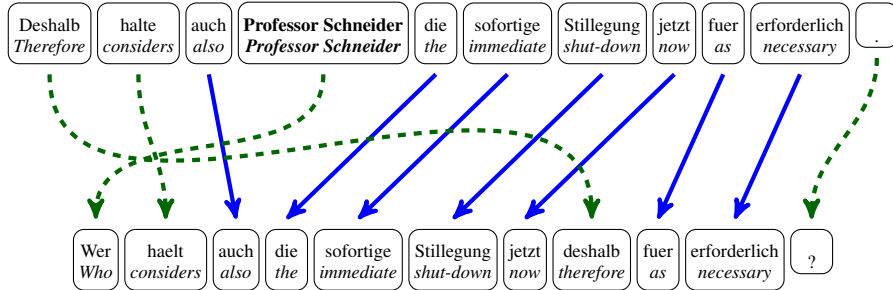 Deshalb halte auch Professor Schneider die sofortige Stillegung jetzt fuer erforderlich .
Therefore considers also Professor Schneider the immediate shut-down now as necessary
Wer haelt auch die sofortige Stillegung jetzt deshalb fuer erforderlich ?
Who considers also the immediate shut-down now therefore as necessary